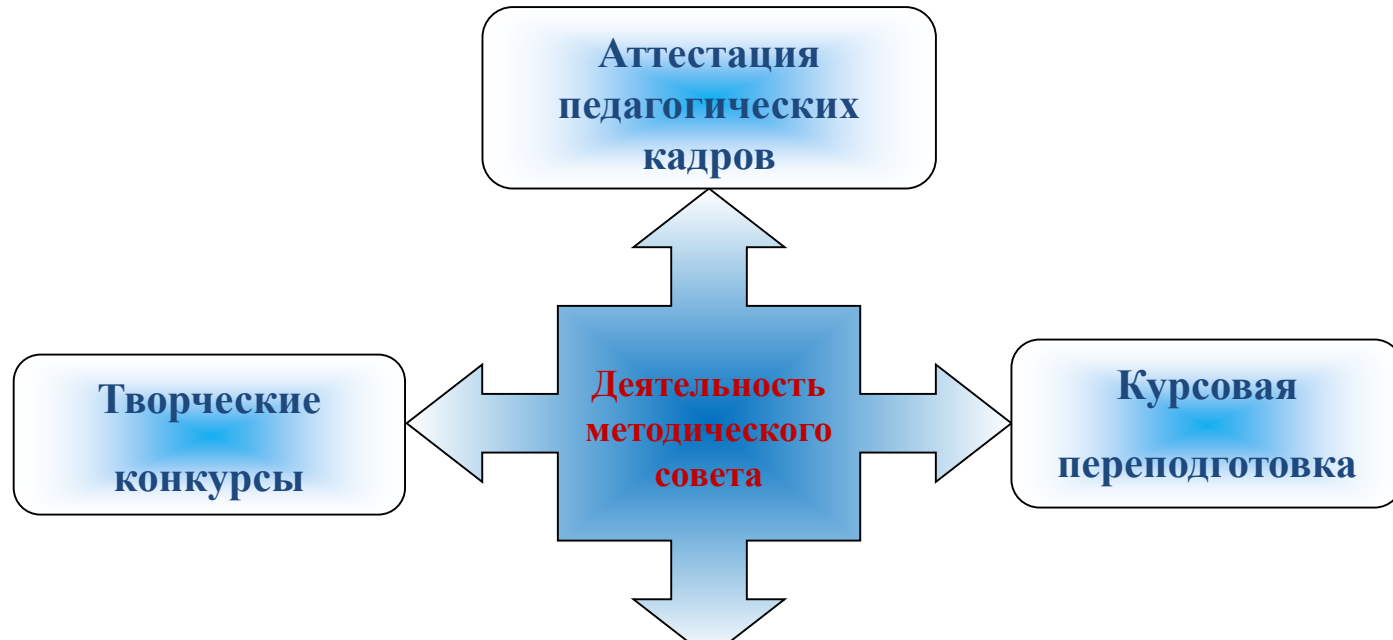 Аттестация
педагогических
кадров
Творческие
конкурсы
Деятельность
методического
совета
Курсовая
переподготовка